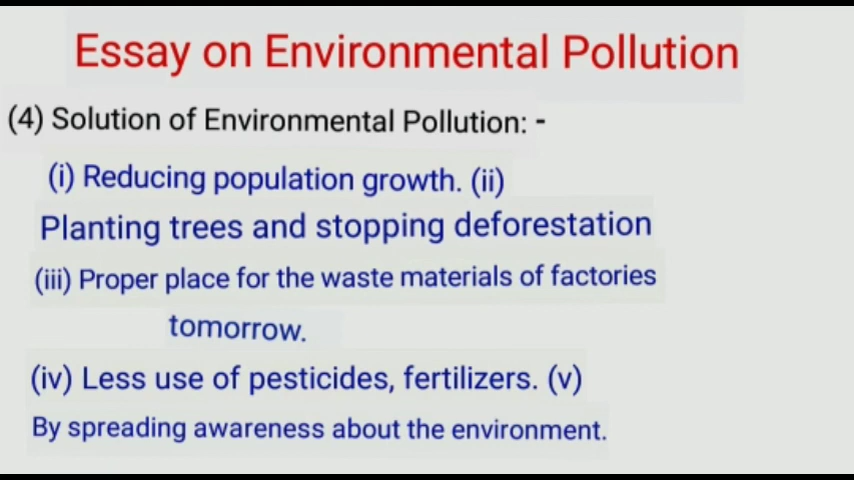 Essay on Environmental Pollution
(4) Solution of Environmental Pollution: -
(i) Reducing population growth. (ii)
Planting trees and stopping deforestation
(iii) Proper place for the waste materials of factories
tomorrow.
(iv) Less use of pesticides, fertilizers. (v)
By spreading awareness about the environment.